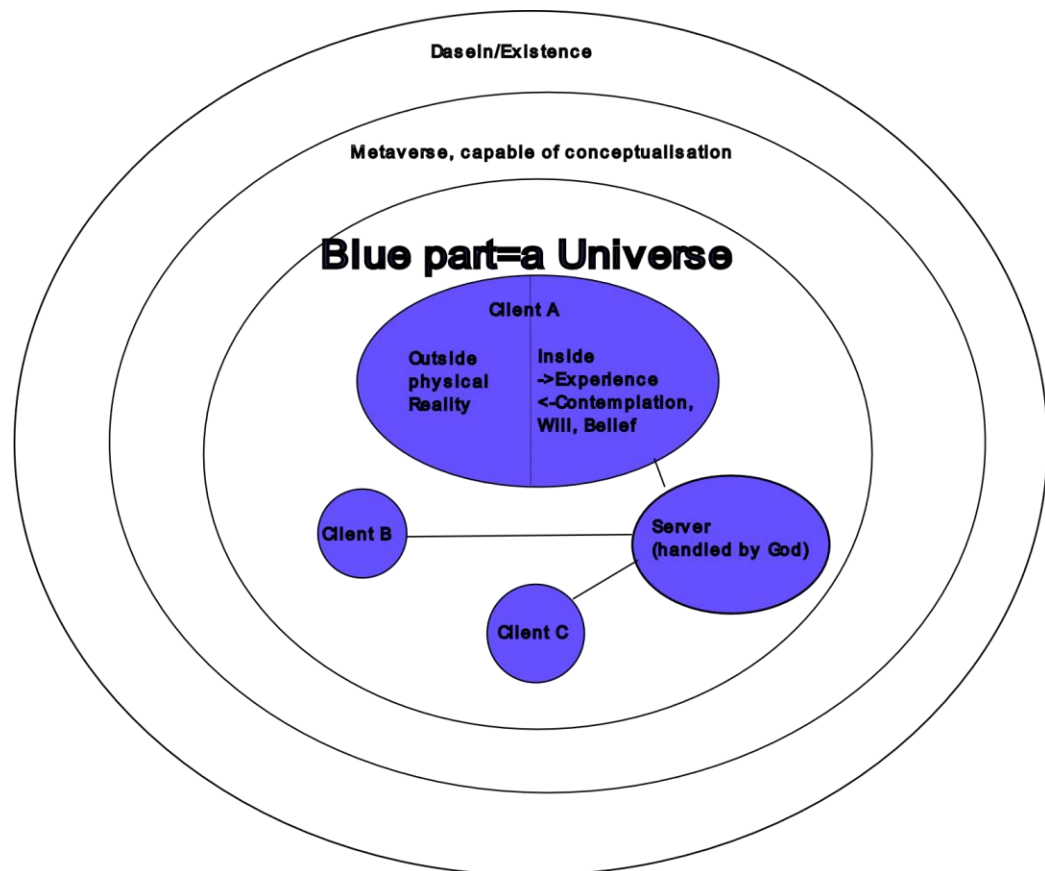 Dasein/Existence
Metaverse, capable of conceptualisation
Blue part=a Universe
Client A
Outside
physical
Reality
Inside
->Experience
<-Contemplation,
Will, Belief
Client B
Server
(handled by God)
Client C